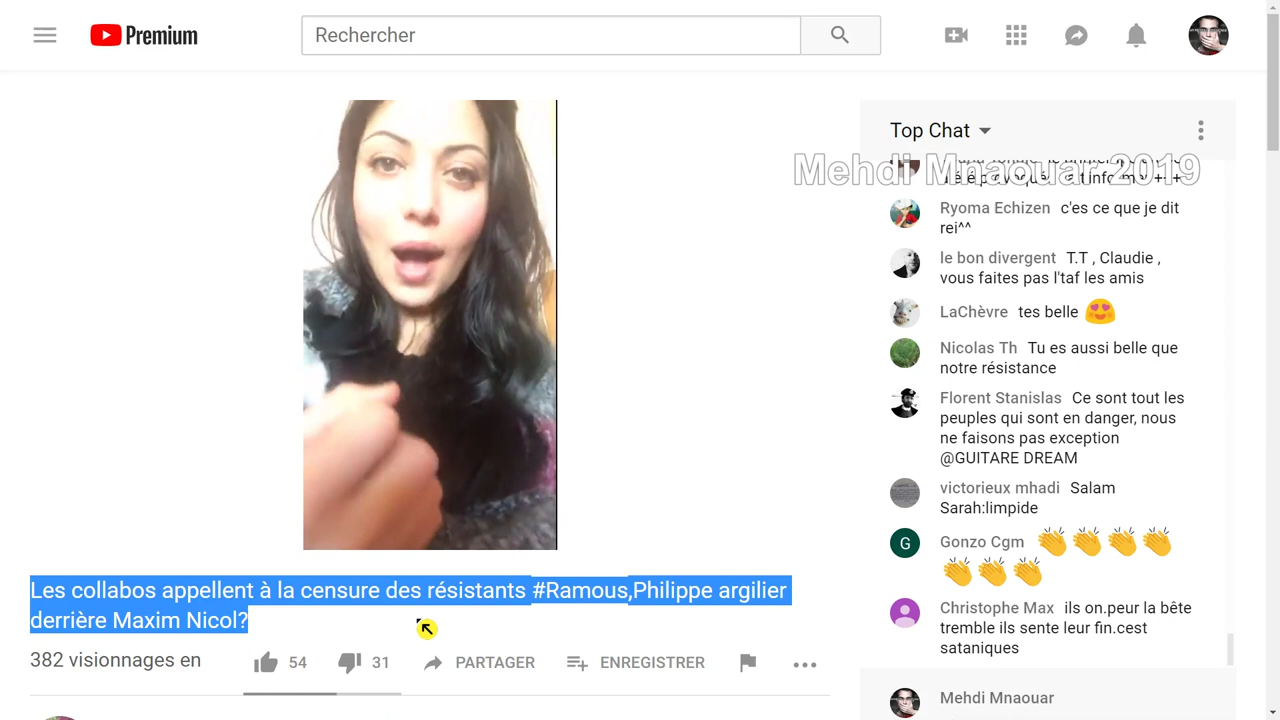 Premium
Rechercher
Top Chat
Mehdi Mnaouar 2019
Ryoma Echizen c'es ce que je dit
rei^^
le bon divergent T.T , Claudie ,
vous faites pas l'taf les amis
LaChèvre tes belle 😍
Nicolas Th Tu es aussi belle que
notre résistance
Florent Stanislas Ce sont tout les
peuples qui sont en danger, nous
ne faisons pas exception
@GUITARE DREAM
victorieux mhadi Salam
Sarah:limpide
G Gonzo Cgm 👏👏👏👏
👏👏👏
Christophe Max ils on.peur la bête
tremble ils sente leur fin.cest
sataniques
Mehdi Mnaouar
Les collabos appellent à la censure des résistants #Ramous,Philippe argilier
derrière Maxim Nicol?
382 visionnages en
54
31
PARTAGER
ENREGISTRER